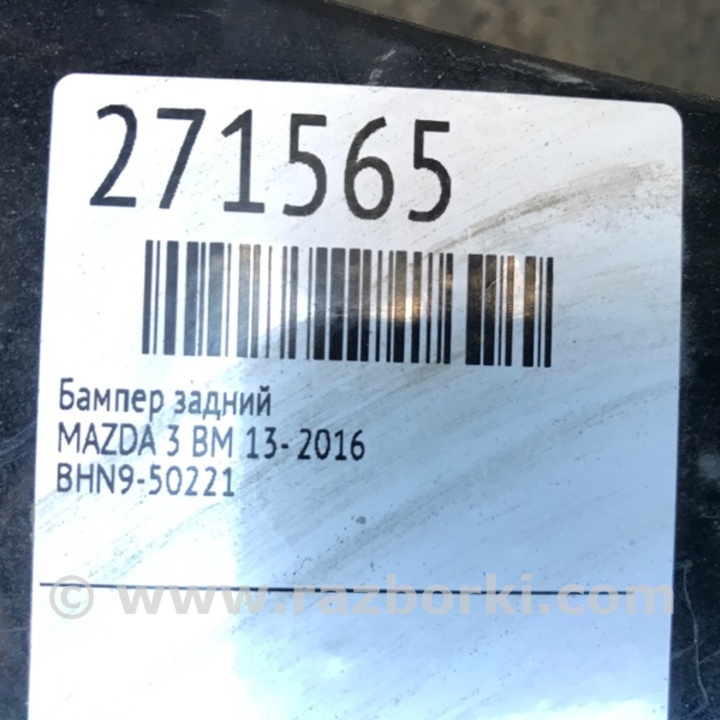 271565
Бампер задний
MAZDA 3 BM 13- 2016
BHN9-50221
© www.razborki.com